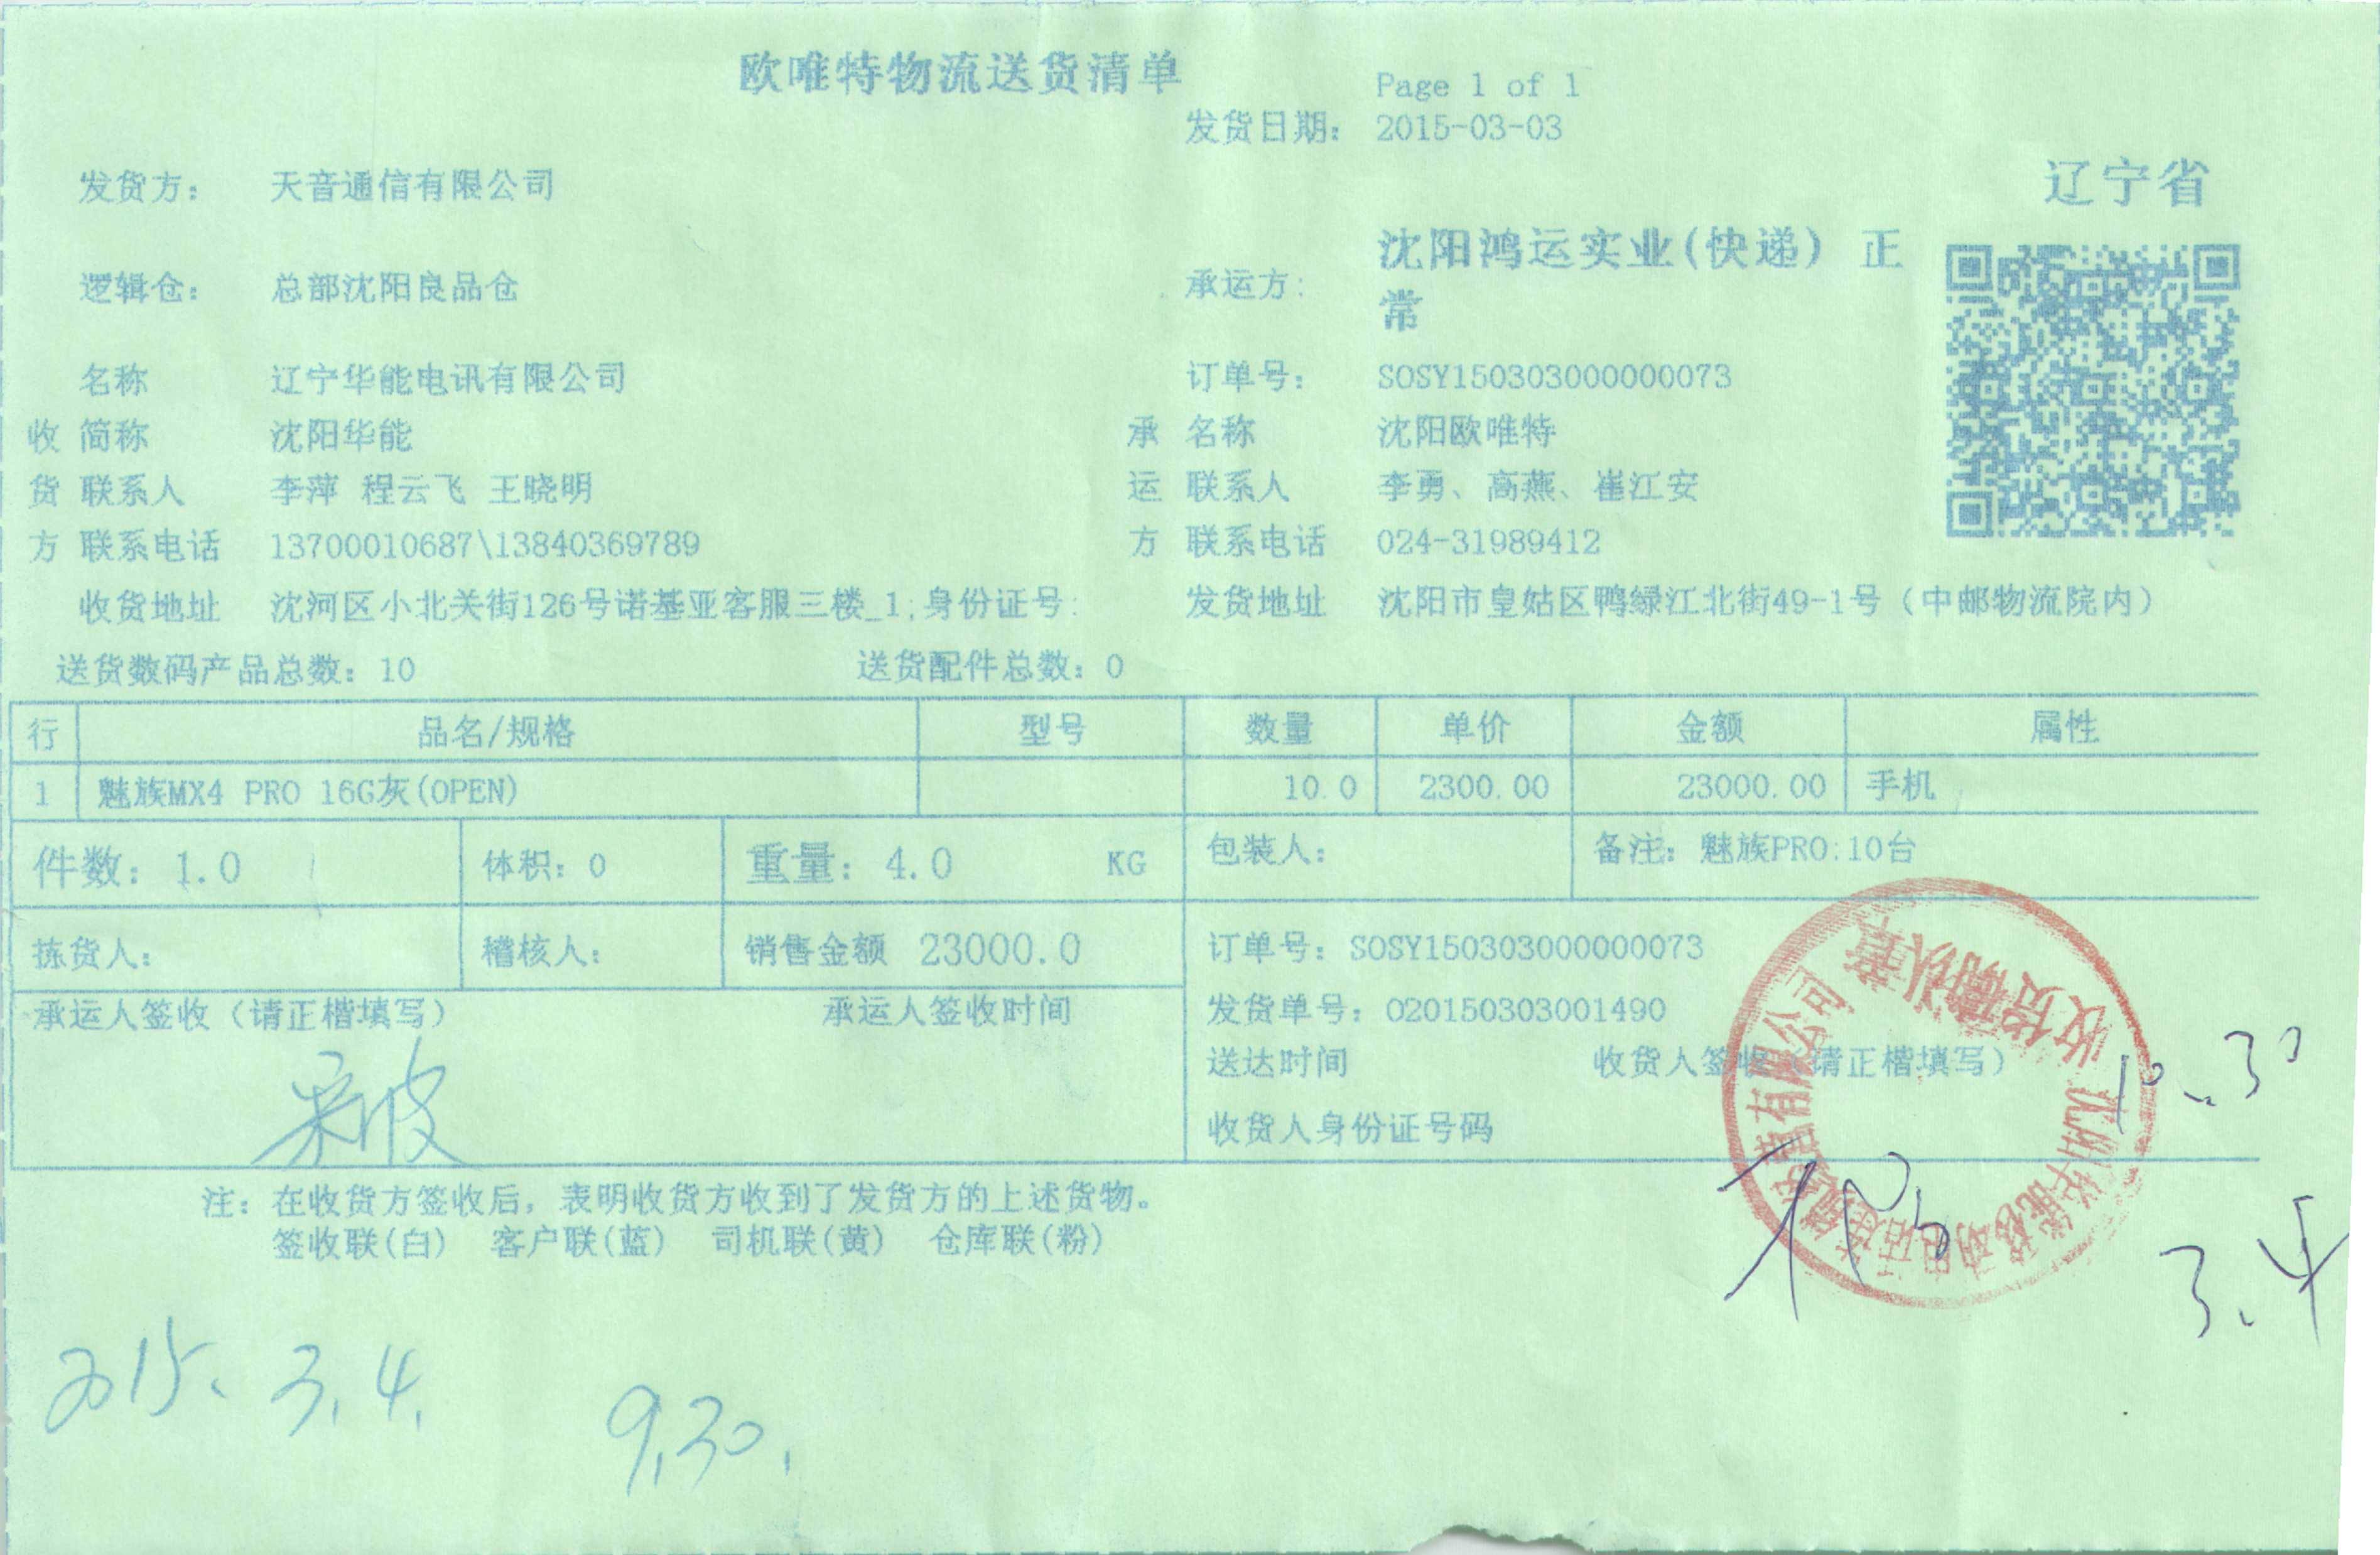 欧唯特物流送货清单
Page 1 of 1
发货日期: 2015-03-03
发货方: 天音通信有限公司
辽宁省
逻辑仓: 总部沈阳良品仓
承运方: 沈阳鸿运实业(快递) 正常
名称 辽宁华能电讯有限公司 订单号: SOSY150303000000073
收 简称 沈阳华能 承 名称 沈阳欧唯特
货 联系人 李萍 程云飞 王晓明 运 联系人 李勇、高燕、崔江安
方 联系电话 13700010687\13840369789 方 联系电话 024-31989412
收货地址 沈河区小北关街126号诺基亚客服三楼_1;身份证号: 发货地址 沈阳市皇姑区鸭绿江北街49-1号（中邮物流院内）
送货数码产品总数: 10 送货配件总数: 0
行 品名/规格 型号 数量 单价 金额 属性
1 魅族MX4 PRO 16G灰(OPEN) 10.0 2300.00 23000.00 手机
件数: 1.0 体积: 0 重量: 4.0 KG 包装人: 备注: 魅族PRO:10台
拣货人: 稽核人: 销售金额 23000.0 订单号: SOSY150303000000073
承运人签收（请正楷填写） 承运人签收时间 发货单号: O20150303001490
送达时间 收货人签收（请正楷填写）
收货人身份证号码
10.30
注: 在收货方签收后，表明收货方收到了发货方的上述货物。
签收联(白) 客户联(蓝) 司机联(黄) 仓库联(粉)
3.4
2015.3.4.
9.30.